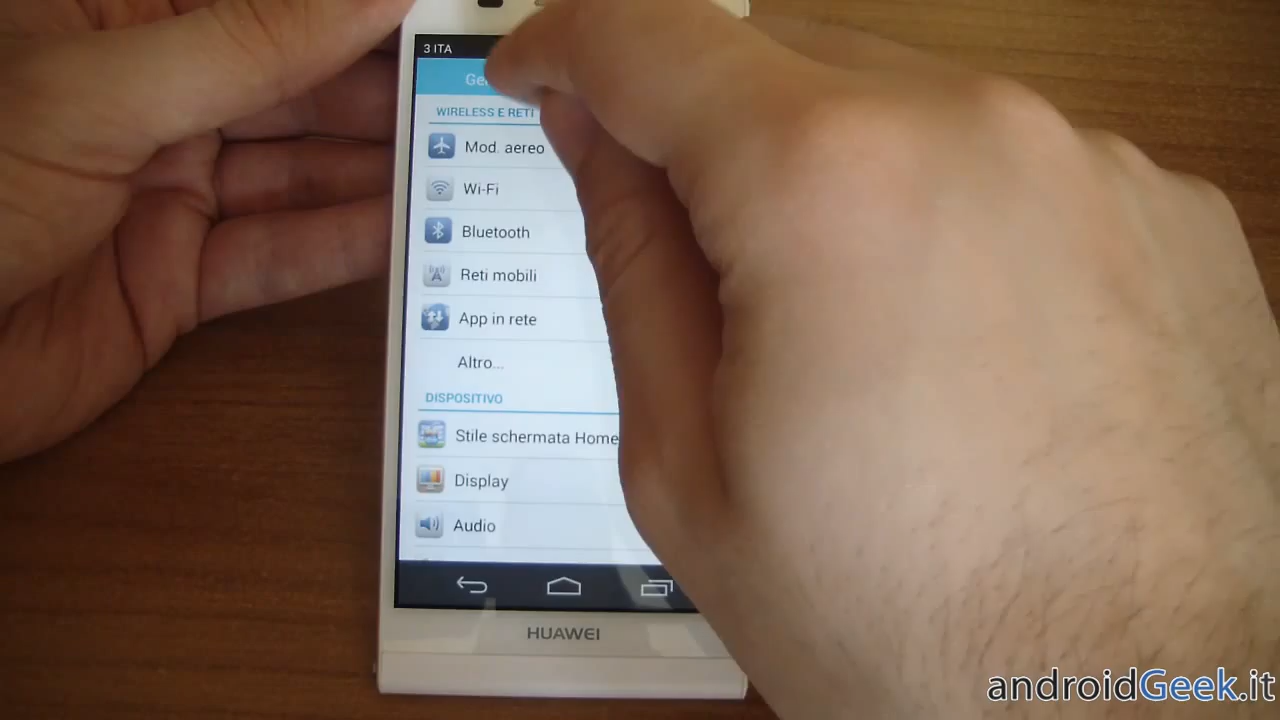 3 ITA
WIRELESS E RETI
Mod. aereo
Wi-Fi
Bluetooth
Reti mobili
App in rete
Altro...
DISPOSITIVO
Stile schermata Home
Display
Audio
HUAWEI
androidGeek.it